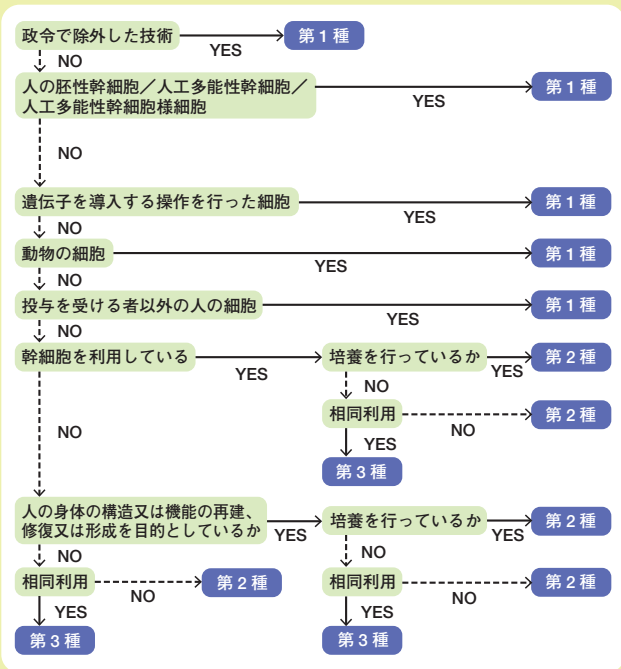 政令で除外した技術
YES
第1種
NO
人の胚性幹細胞／人工多能性幹細胞／
人工多能性幹細胞様細胞
YES
第1種
NO
遺伝子を導入する操作を行った細胞
YES
第1種
NO
動物の細胞
YES
第1種
NO
投与を受ける者以外の人の細胞
YES
第1種
NO
幹細胞を利用している
YES
培養を行っているか
YES
第2種
NO
相同利用
NO
第2種
YES
第3種
NO
人の身体の構造又は機能の再建、
修復又は形成を目的としているか
YES
培養を行っているか
YES
第2種
NO
NO
相同利用
NO
第2種
相同利用
NO
第2種
YES
YES
第3種
第3種